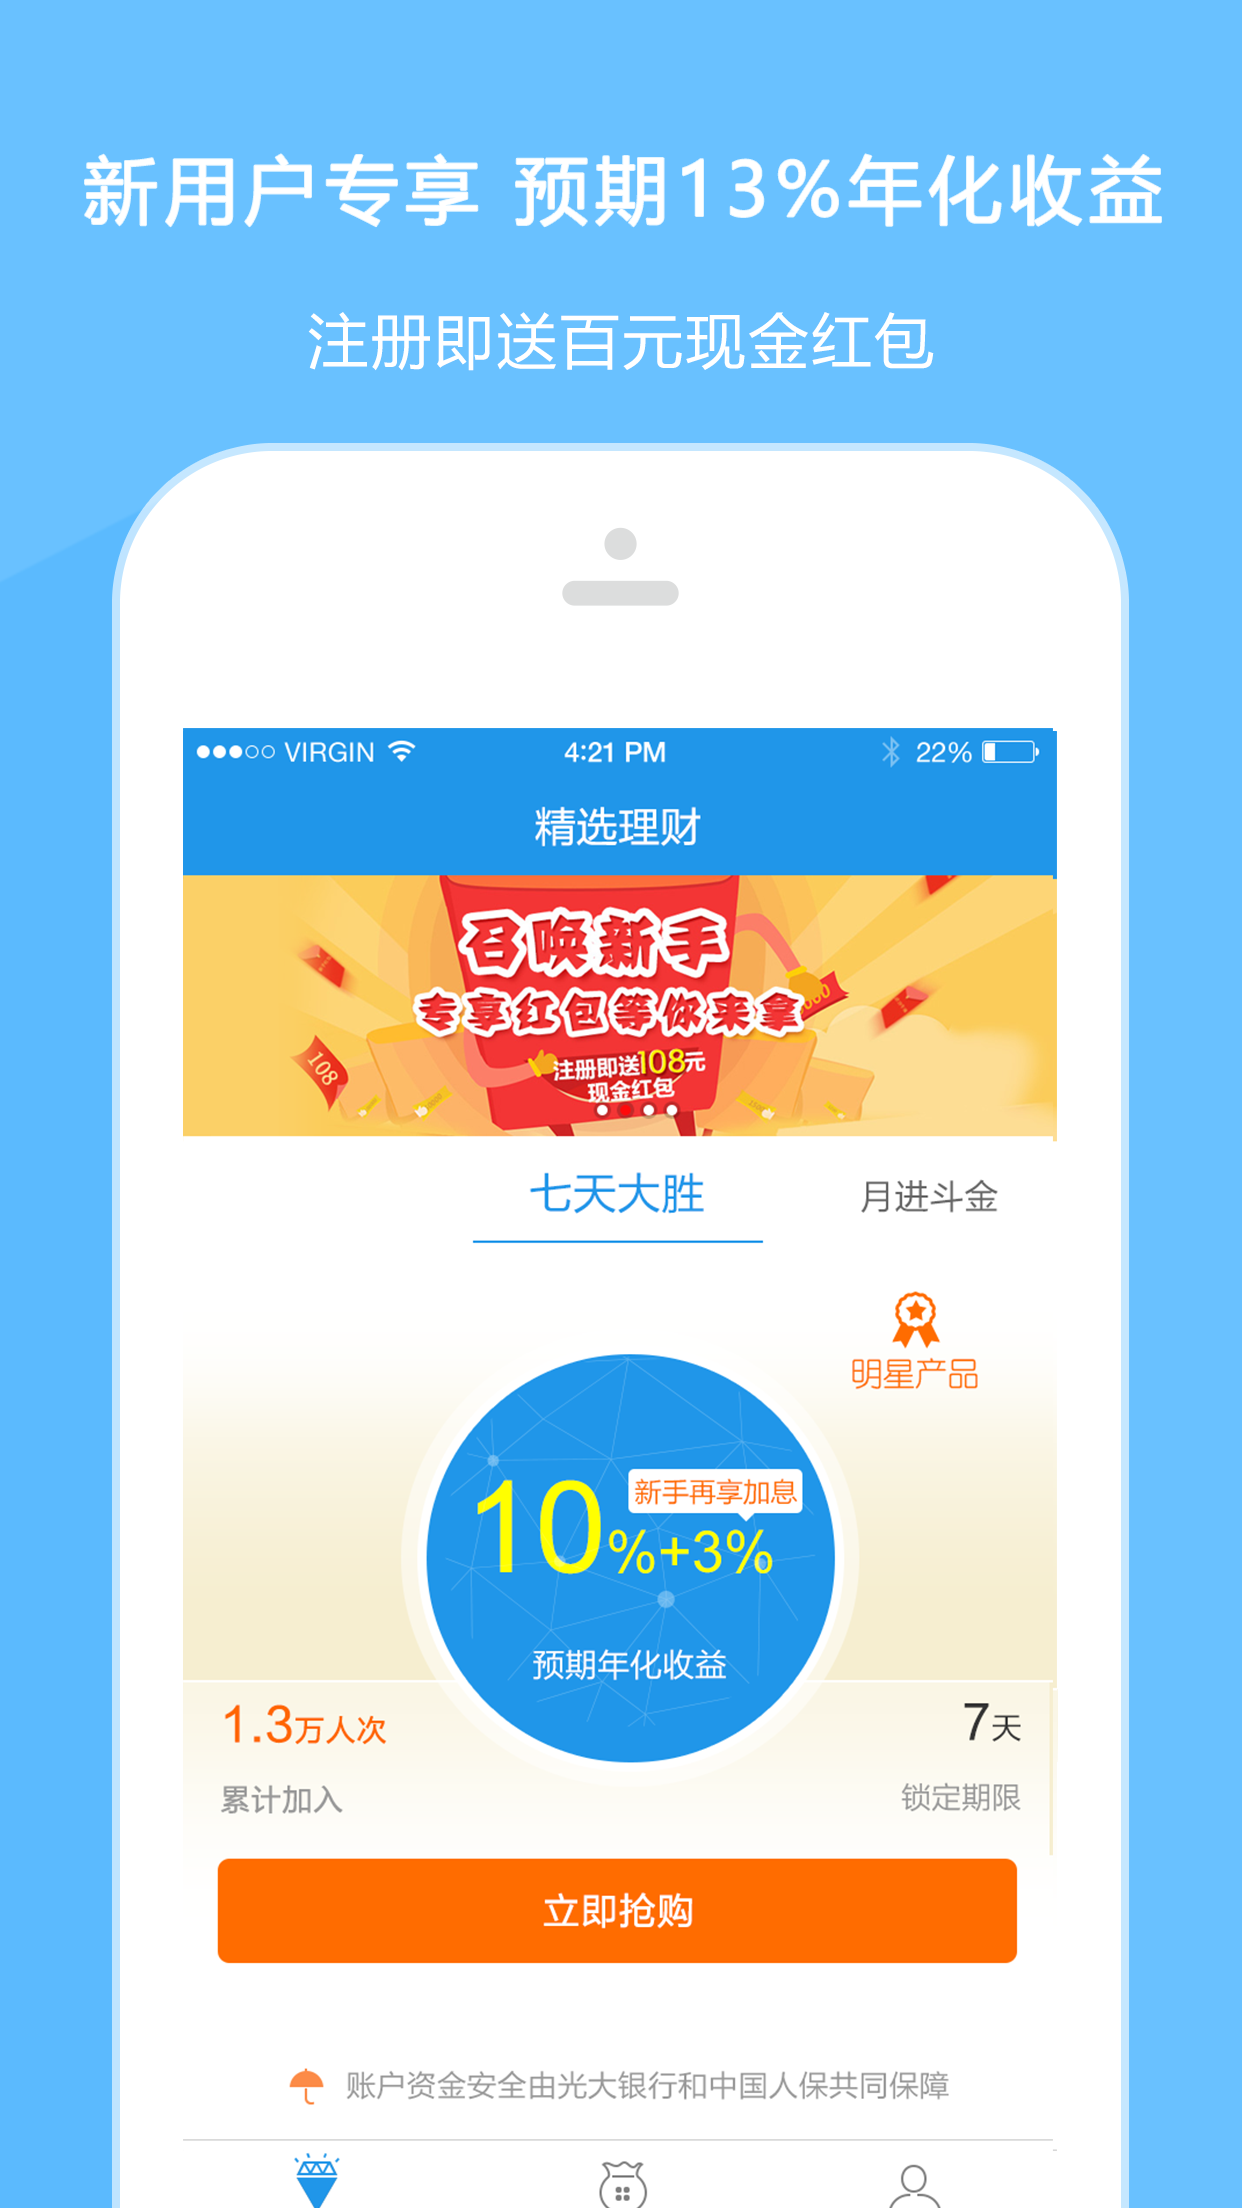 新用户专享 预期13%年化收益
注册即送百元现金红包
VIRGIN 4:21 PM 22%
精选理财
召唤新手
专享红包等你来拿
注册即送108元
现金红包
108
七天大胜 月进斗金
明星产品
新手再享加息
10%+3%
预期年化收益
1.3万人次 7天
累计加入 锁定期限
立即抢购
账户资金安全由光大银行和中国人保共同保障